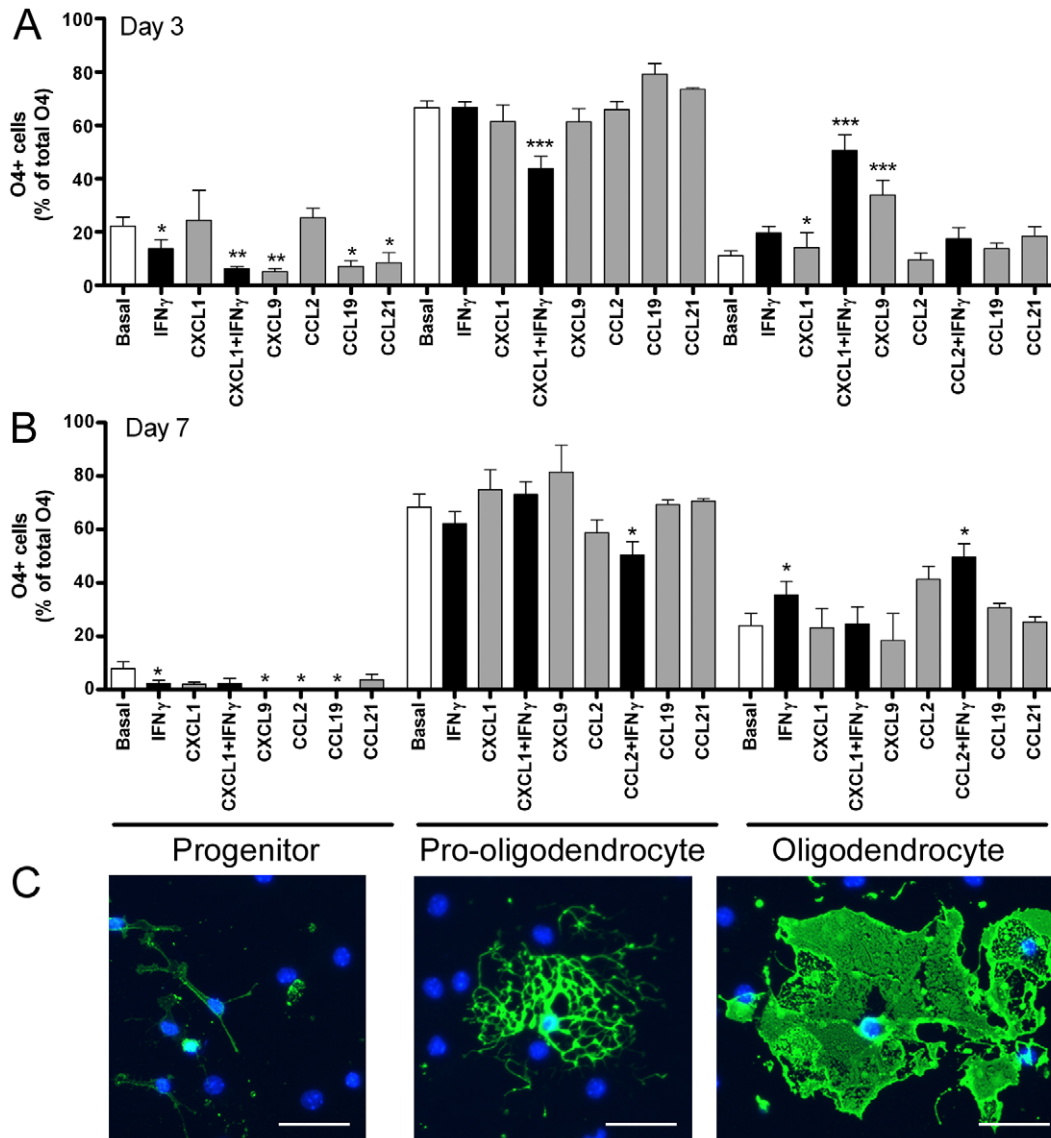 A
Day 3
O4+ cells
(% of total O4)
100
80
60
40
20
0
*
**
**
*
*
***
*
***
***
Basal
IFNγ
CXCL1
CXCL1+IFNγ
CXCL9
CCL2
CCL19
CCL21
Basal
IFNγ
CXCL1
CXCL1+IFNγ
CXCL9
CCL2
CCL19
CCL21
Basal
IFNγ
CXCL1
CXCL1+IFNγ
CXCL9
CCL2
CCL2+IFNγ
CCL19
CCL21
B
Day 7
O4+ cells
(% of total O4)
100
80
60
40
20
0
*
*
*
*
*
*
*
Basal
IFNγ
CXCL1
CXCL1+IFNγ
CXCL9
CCL2
CCL19
CCL21
Basal
IFNγ
CXCL1
CXCL1+IFNγ
CXCL9
CCL2
CCL2+IFNγ
CCL19
CCL21
Basal
IFNγ
CXCL1
CXCL1+IFNγ
CXCL9
CCL2
CCL2+IFNγ
CCL19
CCL21
Progenitor
Pro-oligodendrocyte
Oligodendrocyte
C